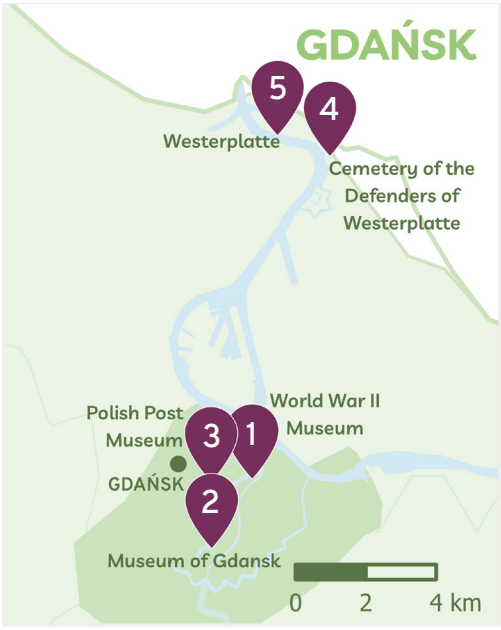 GDAŃSK
5
4
Westerplatte
Cemetery of the
Defenders of
Westerplatte
World War II
Museum
Polish Post
Museum
3
1
GDAŃSK
2
Museum of Gdansk
0 2 4 km